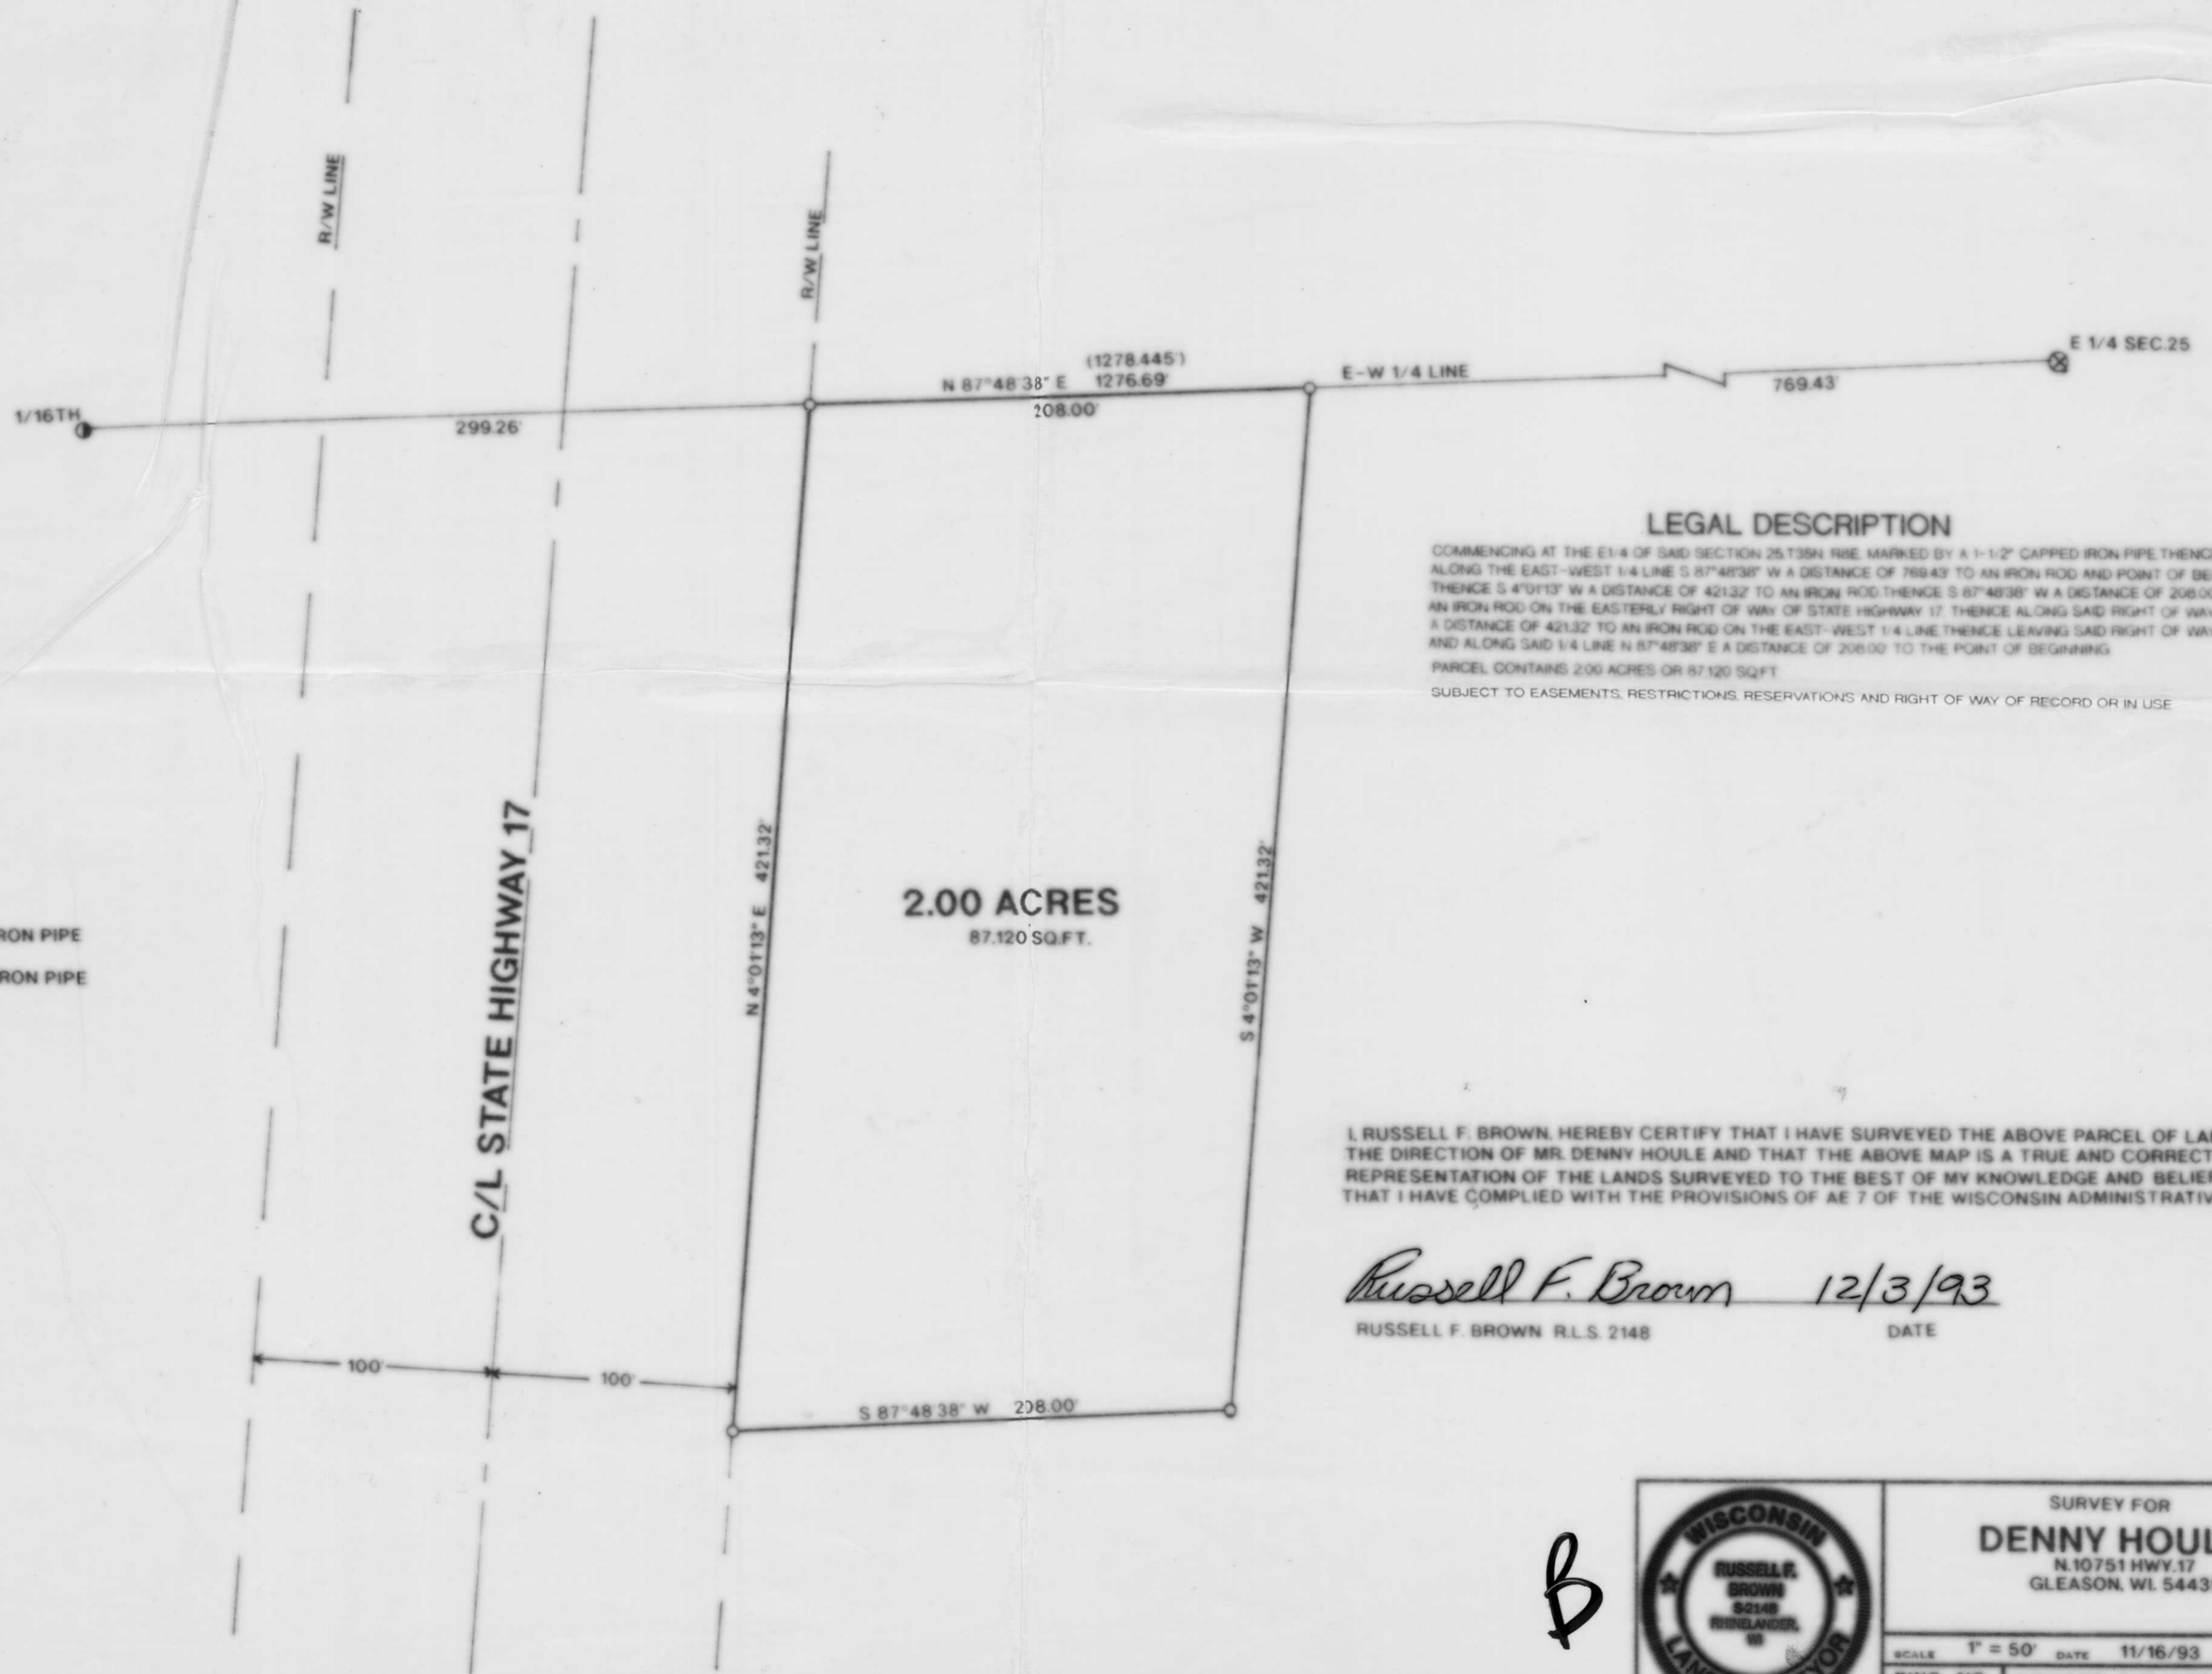 R/W LINE
R/W LINE
1/16TH
299.26'
(1278.445')
N 87°48'38" E 1276.69'
208.00'
E-W 1/4 LINE
769.43'
E 1/4 SEC.25
LEGAL DESCRIPTION
COMMENCING AT THE E1/4 OF SAID SECTION 25,T35N, R8E, MARKED BY A 1-1/2" CAPPED IRON PIPE,THENC
ALONG THE EAST-WEST 1/4 LINE S 87°48'38" W A DISTANCE OF 769.43' TO AN IRON ROD AND POINT OF BE
THENCE S 4°01'13" W A DISTANCE OF 421.32' TO AN IRON ROD,THENCE S 87°48'38" W A DISTANCE OF 208.00
AN IRON ROD ON THE EASTERLY RIGHT OF WAY OF STATE HIGHWAY 17, THENCE ALONG SAID RIGHT OF WA
A DISTANCE OF 421.32' TO AN IRON ROD ON THE EAST-WEST 1/4 LINE,THENCE LEAVING SAID RIGHT OF WA
AND ALONG SAID 1/4 LINE N 87°48'38" E A DISTANCE OF 208.00' TO THE POINT OF BEGINNING
PARCEL CONTAINS 2.00 ACRES OR 87,120 SQ.FT
SUBJECT TO EASEMENTS, RESTRICTIONS, RESERVATIONS AND RIGHT OF WAY OF RECORD OR IN USE
C/L STATE HIGHWAY 17
N 4°01'13" E 421.32'
2.00 ACRES
87,120 SQ.FT.
S 4°01'13" W 421.32'
RON PIPE
RON PIPE
I, RUSSELL F. BROWN, HEREBY CERTIFY THAT I HAVE SURVEYED THE ABOVE PARCEL OF LA
THE DIRECTION OF MR. DENNY HOULE AND THAT THE ABOVE MAP IS A TRUE AND CORRECT
REPRESENTATION OF THE LANDS SURVEYED TO THE BEST OF MY KNOWLEDGE AND BELIE
THAT I HAVE COMPLIED WITH THE PROVISIONS OF AE 7 OF THE WISCONSIN ADMINISTRATIV
Russell F. Brown 12/3/93
RUSSELL F. BROWN R.L.S. 2148 DATE
100'
100'
S 87°48'38" W 208.00'
B
WISCONSIN
RUSSELL F.
BROWN
S-2148
RHINELANDER,
WI
SURVEY FOR
DENNY HOUL
N.10751 HWY.17
GLEASON, WI. 5443
SCALE 1" = 50' DATE 11/16/93